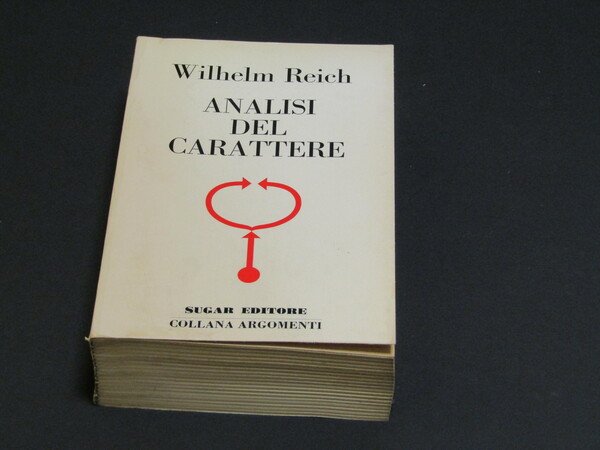 Wilhelm Reich
ANALISI
DEL
CARATTERE
SUGAR EDITORE
COLLANA ARGOMENTI